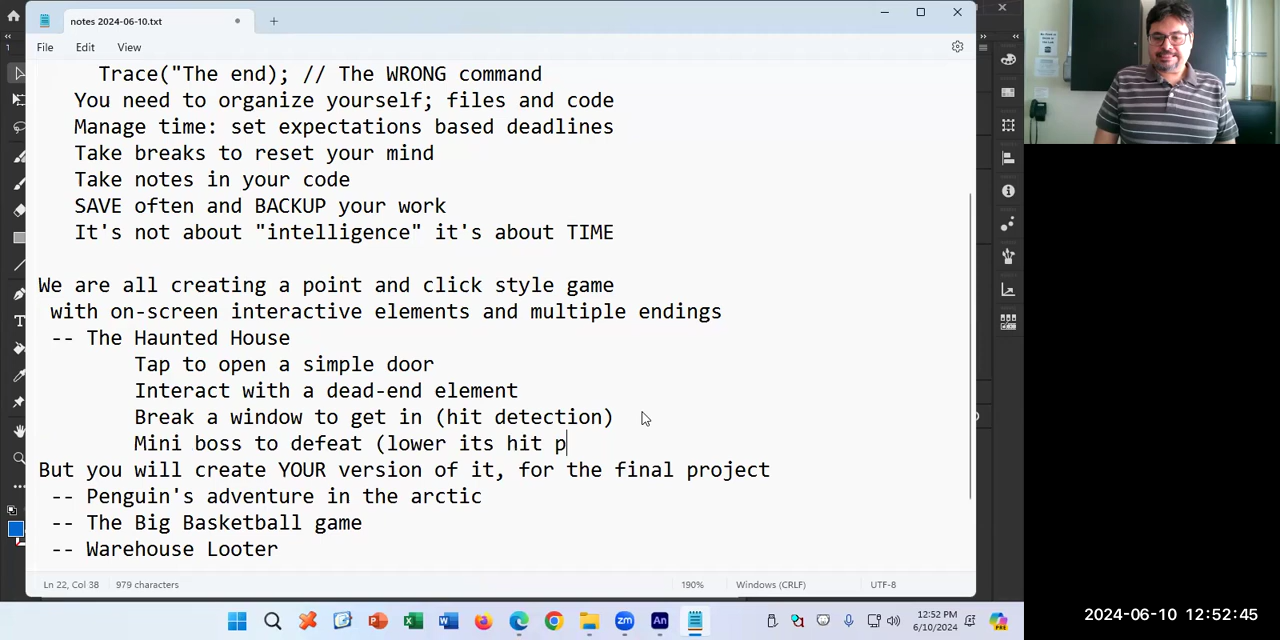 notes 2024-06-10.txt
File Edit View
Trace("The end); // The WRONG command
You need to organize yourself; files and code
Manage time: set expectations based deadlines
Take breaks to reset your mind
Take notes in your code
SAVE often and BACKUP your work
It's not about "intelligence" it's about TIME
We are all creating a point and click style game
with on-screen interactive elements and multiple endings
-- The Haunted House
Tap to open a simple door
Interact with a dead-end element
Break a window to get in (hit detection)
Mini boss to defeat (lower its hit p
But you will create YOUR version of it, for the final project
-- Penguin's adventure in the arctic
-- The Big Basketball game
-- Warehouse Looter
Ln 22, Col 38 979 characters 190% Windows (CRLF) UTF-8
12:52 PM
6/10/2024
2024-06-10 12:52:45